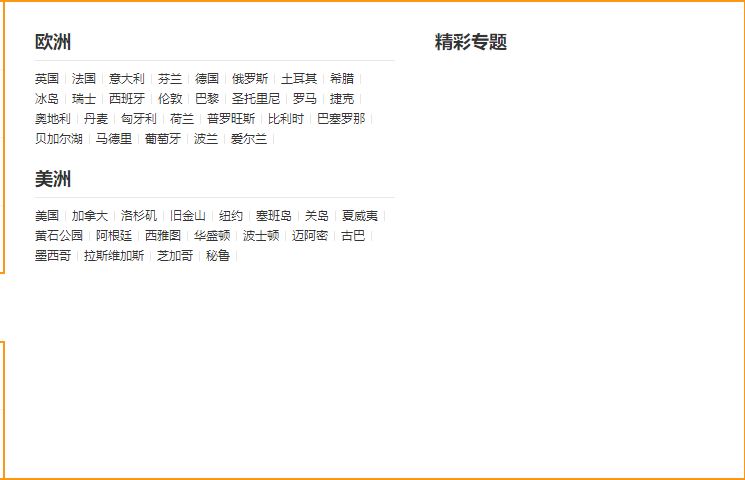 欧洲
英国 法国 意大利 芬兰 德国 俄罗斯 土耳其 希腊
冰岛 瑞士 西班牙 伦敦 巴黎 圣托里尼 罗马 捷克
奥地利 丹麦 匈牙利 荷兰 普罗旺斯 比利时 巴塞罗那
贝加尔湖 马德里 葡萄牙 波兰 爱尔兰
美洲
美国 加拿大 洛杉矶 旧金山 纽约 塞班岛 关岛 夏威夷
黄石公园 阿根廷 西雅图 华盛顿 波士顿 迈阿密 古巴
墨西哥 拉斯维加斯 芝加哥 秘鲁
精彩专题